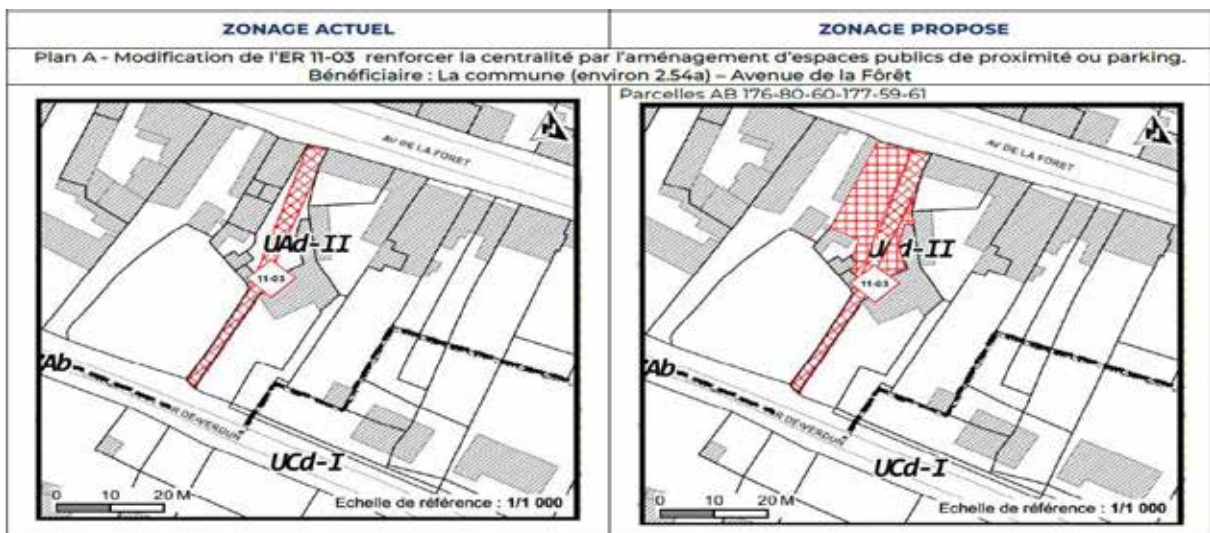 ZONAGE ACTUEL
ZONAGE PROPOSE
Plan A - Modification de l'ER 11-03 renforcer la centralité par l'aménagement d'espaces publics de proximité ou parking.
Bénéficiaire : La commune (environ 2.54a) – Avenue de la Fôrêt
Parcelles AB 176-80-60-177-59-61
AV DE LA FORET
UAd-II
11-03
Ab
R DE VERDUN
UCd-I
0 10 20 M
Echelle de référence : 1/1 000
AV DE LA FORET
d-II
11-03
Ab
R DE VERDUN
UCd-I
0 10 20 M
Echelle de référence : 1/1 000